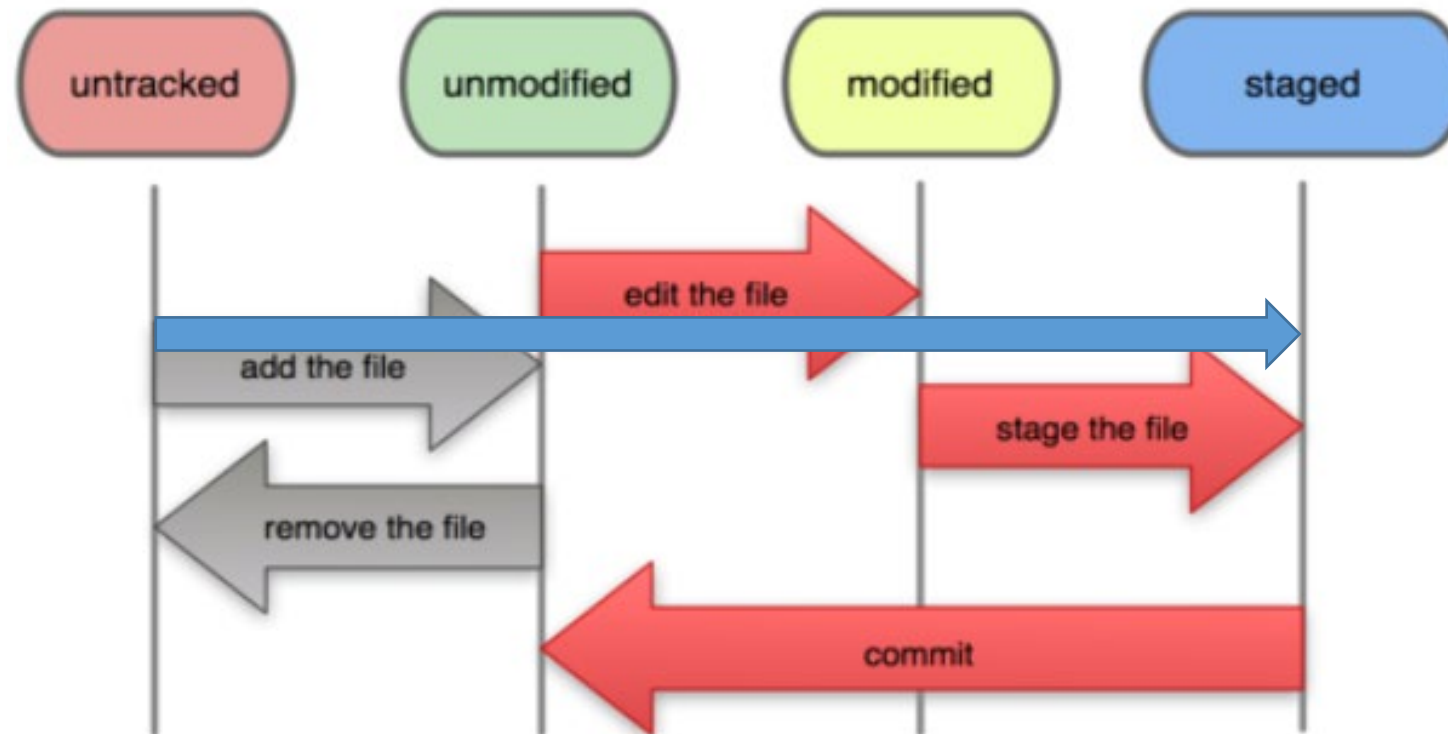 untracked
unmodified
modified
staged
edit the file
add the file
stage the file
remove the file
commit